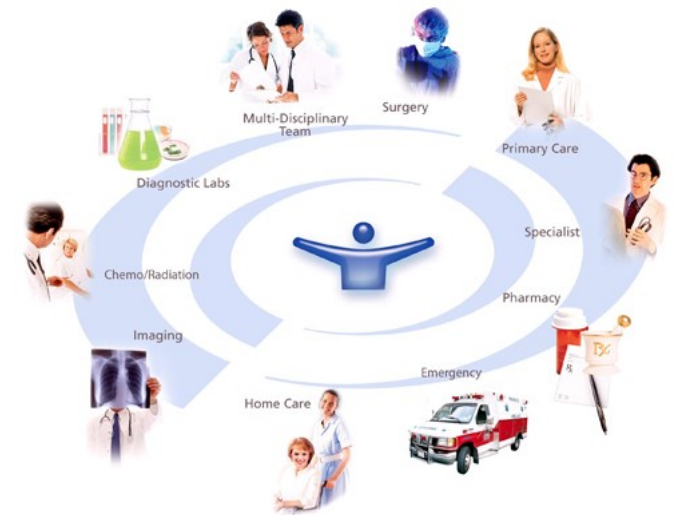 Multi-Disciplinary
Team
Surgery
Primary Care
Diagnostic Labs
Specialist
Chemo/Radiation
Pharmacy
Imaging
Emergency
Home Care